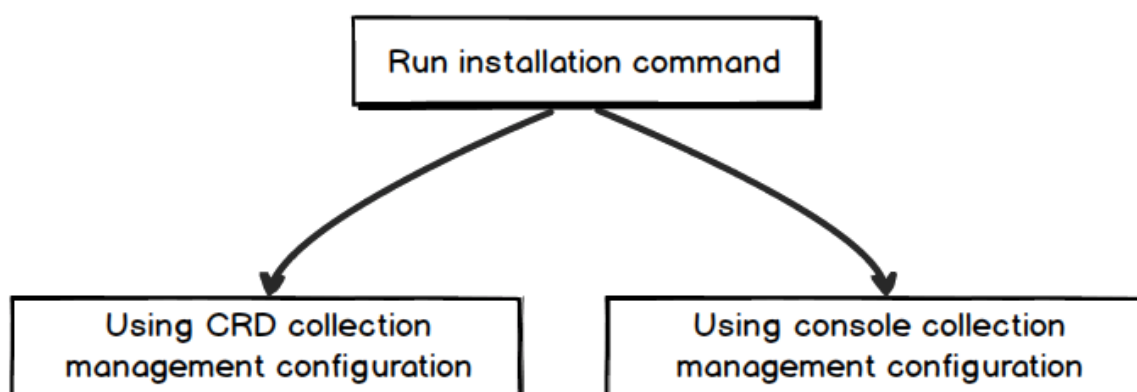 Run installation command
Using CRD collection
management configuration
Using console collection
management configuration